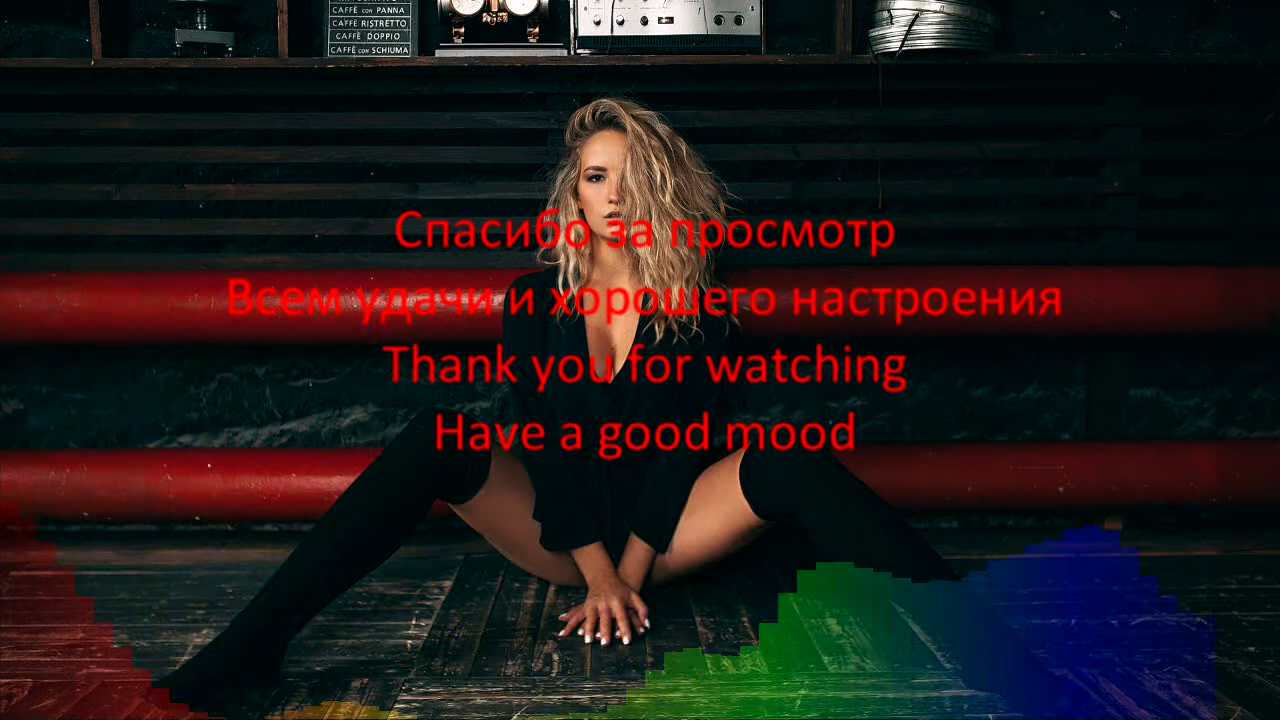 CAFFÈ CON PANNA
CAFFÈ RISTRETTO
CAFFÈ DOPPIO
CAFFÈ CON SCHIUMA
Спасибо за просмотр
Всем удачи и хорошего настроения
Thank you for watching
Have a good mood